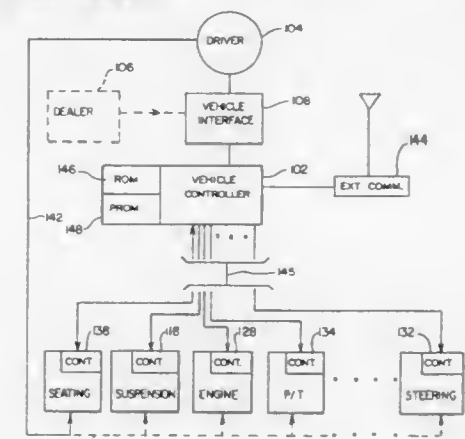 DRIVER
104
106
DEALER
VEHICLE
INTERFACE
108
146
ROM
VEHICLE
CONTROLLER
102
144
EXT COMM.
PROM
142
148
145
138
118
128
134
132
CONT
CONT
CONT.
CONT
CONT
SEATING
SUSPENSION
ENGINE
P/T
STEERING